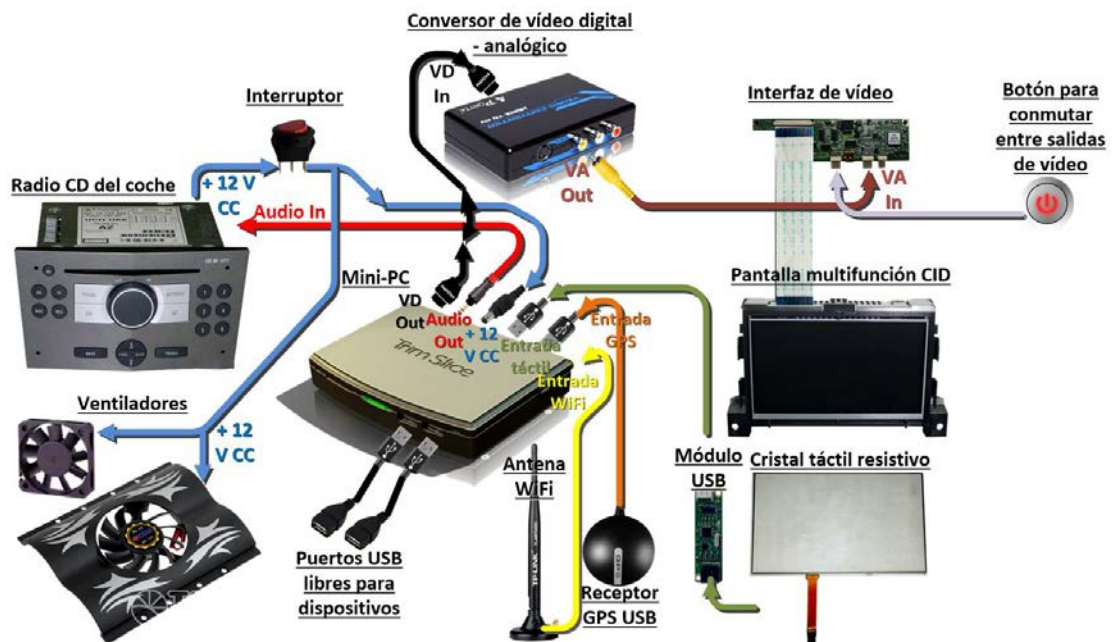 Conversor de vídeo digital
- analógico
VD
In
Interruptor
Interfaz de vídeo
Botón para
conmutar
entre salidas
de vídeo
Radio CD del coche
+ 12 V
CC
Audio In
VA
Out
VA
In
Mini-PC
VD
Out
Audio
Out
+ 12
V CC
Entrada
táctil
Entrada
GPS
Entrada
WiFi
Trim Slice
Pantalla multifunción CID
Ventiladores
+ 12
V CC
Antena
WiFi
Módulo
USB
Cristal táctil resistivo
TP-LINK
GPS
Puertos USB
libres para
dispositivos
Receptor
GPS USB